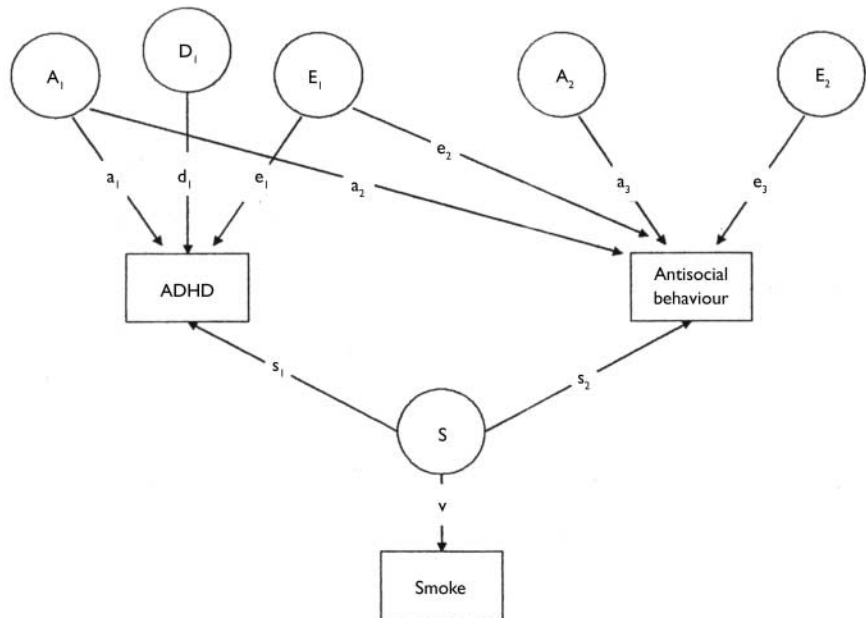 A₁
D₁
E₁
A₂
E₂
a₁
d₁
e₁
a₂
e₂
a₃
e₃
ADHD
Antisocial
behaviour
s₁
s₂
S
v
Smoke